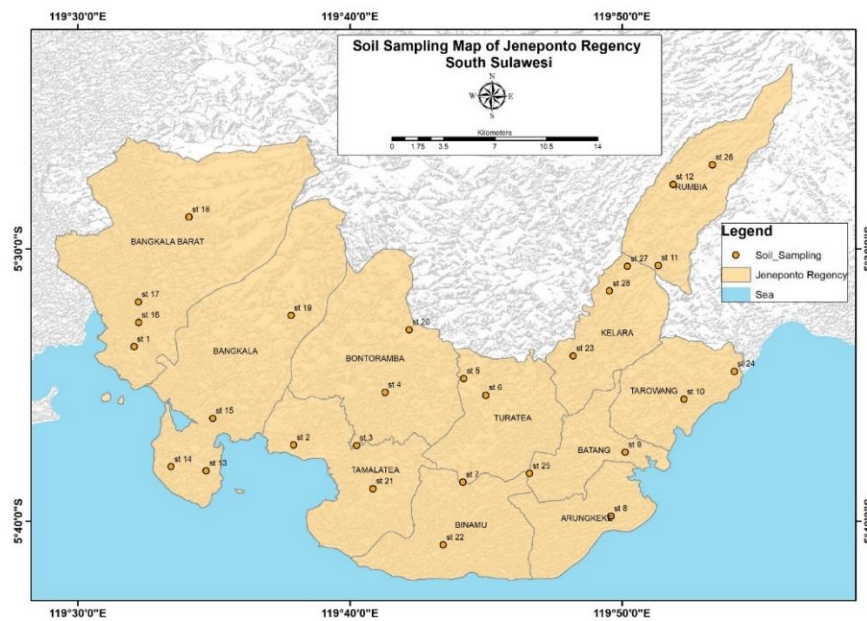 119°30'0"E
119°40'0"E
119°50'0"E
Soil Sampling Map of Jeneponto Regency
South Sulawesi
N
W
E
S
Kilometers
0 1.75 3.5 7 10.5 14
st 26
st 12
RUMBIA
st 18
BANGKALA BARAT
Legend
Soil_Sampling
Jeneponto Regency
Sea
5°30'0"S
5°30'0"S
st 27
st 11
st 28
st 17
st 16
st 19
st 20
st 1
BANGKALA
BONTORAMBA
KELARA
st 23
st 5
st 24
st 4
st 6
TAROWANG
st 10
st 15
TURATEA
st 2
st 3
BATANG
st 9
st 14
st 13
TAMALATEA
st 25
st 21
st 7
ARUNGKEKE
st 8
BINAMU
st 22
5°40'0"S
5°40'0"S
119°30'0"E
119°40'0"E
119°50'0"E